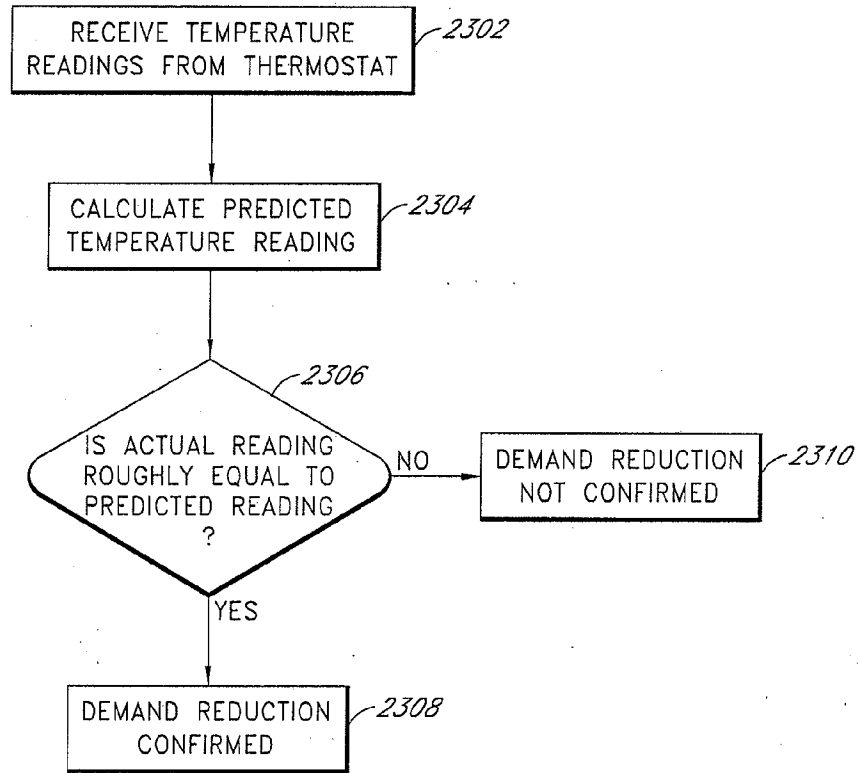 RECEIVE TEMPERATURE
READINGS FROM THERMOSTAT
2302
CALCULATE PREDICTED
TEMPERATURE READING
2304
2306
IS ACTUAL READING
ROUGHLY EQUAL TO
PREDICTED READING
?
NO
DEMAND REDUCTION
NOT CONFIRMED
2310
YES
DEMAND REDUCTION
CONFIRMED
2308